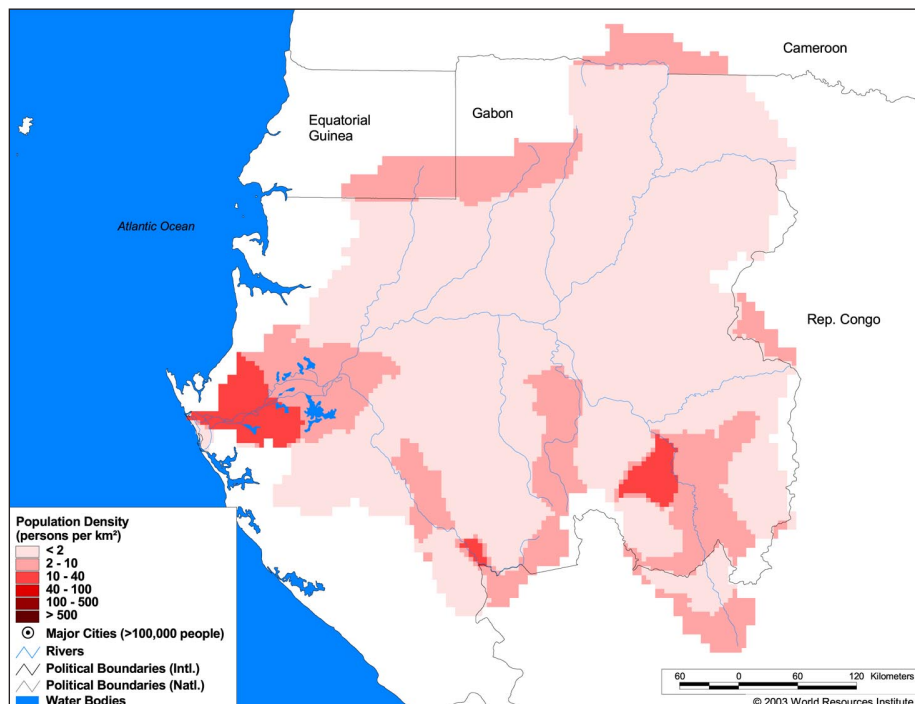 Cameroon
Equatorial
Guinea
Gabon
Atlantic Ocean
Rep. Congo
Population Density
(persons per km²)
< 2
2 - 10
10 - 40
40 - 100
100 - 500
> 500
Major Cities (>100,000 people)
Rivers
Political Boundaries (Intl.)
Political Boundaries (Natl.)
Water Bodies
60 0 60 120 Kilometers
© 2003 World Resources Institute